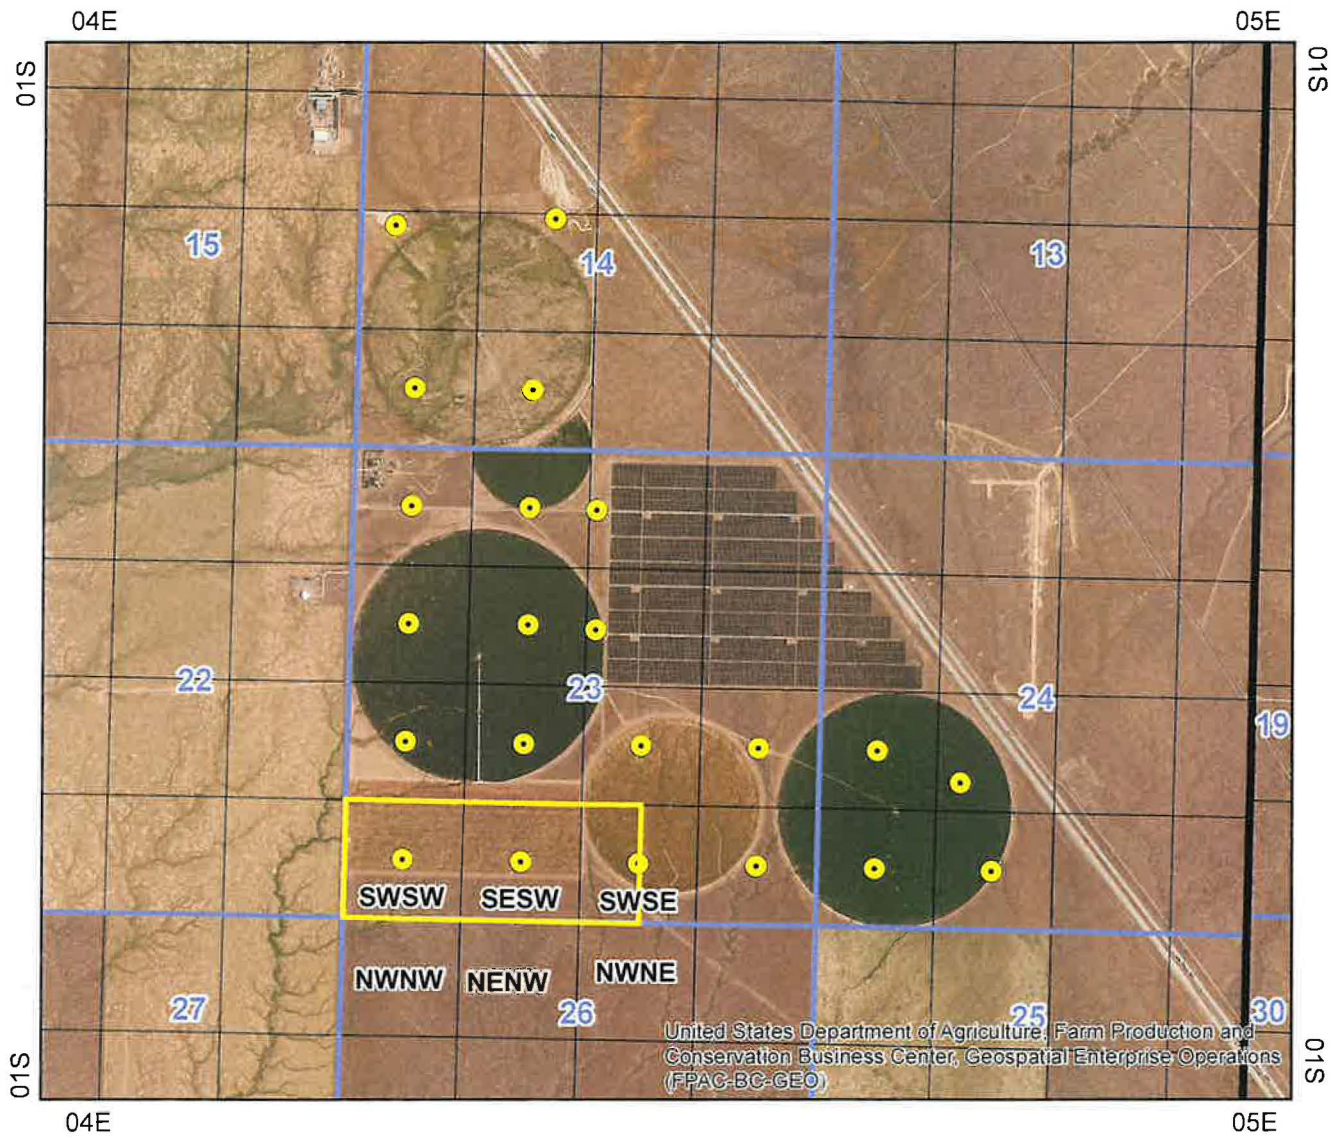 04E 05E
01S 01S
15 14 13
22 23 24 19
SWSW SESW SWSE
NWNW NENW NWNE
27 26 25 30
United States Department of Agriculture, Farm Production and
Conservation Business Center, Geospatial Enterprise Operations
(FPAC-BC-GEO)
01S 01S
04E 05E